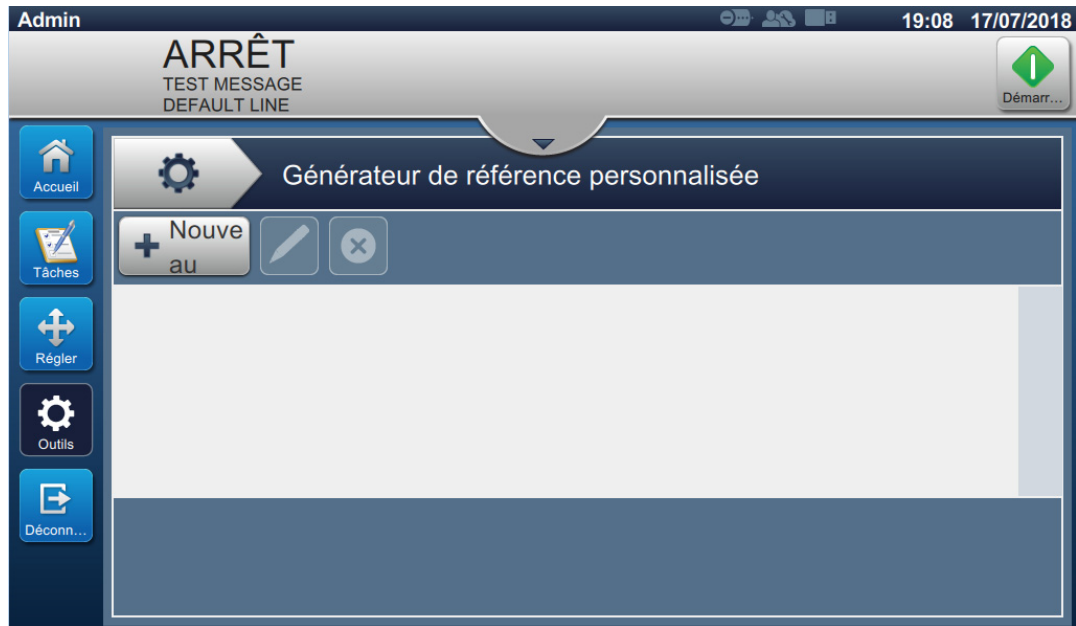 Admin
19:08 17/07/2018
ARRÊT
TEST MESSAGE
DEFAULT LINE
Démarr...
Accueil
Générateur de référence personnalisée
Nouve
au
Tâches
Régler
Outils
Déconn...